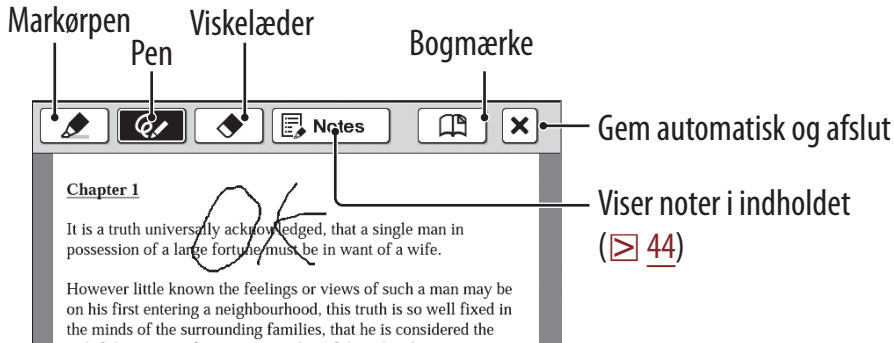 Markørpen
Viskelæder
Pen
Bogmærke
Notes
Gem automatisk og afslut
Viser noter i indholdet
(> 44)
Chapter 1
OK
It is a truth universally acknowledged, that a single man in
possession of a large fortune must be in want of a wife.
However little known the feelings or views of such a man may be
on his first entering a neighbourhood, this truth is so well fixed in
the minds of the surrounding families, that he is considered the